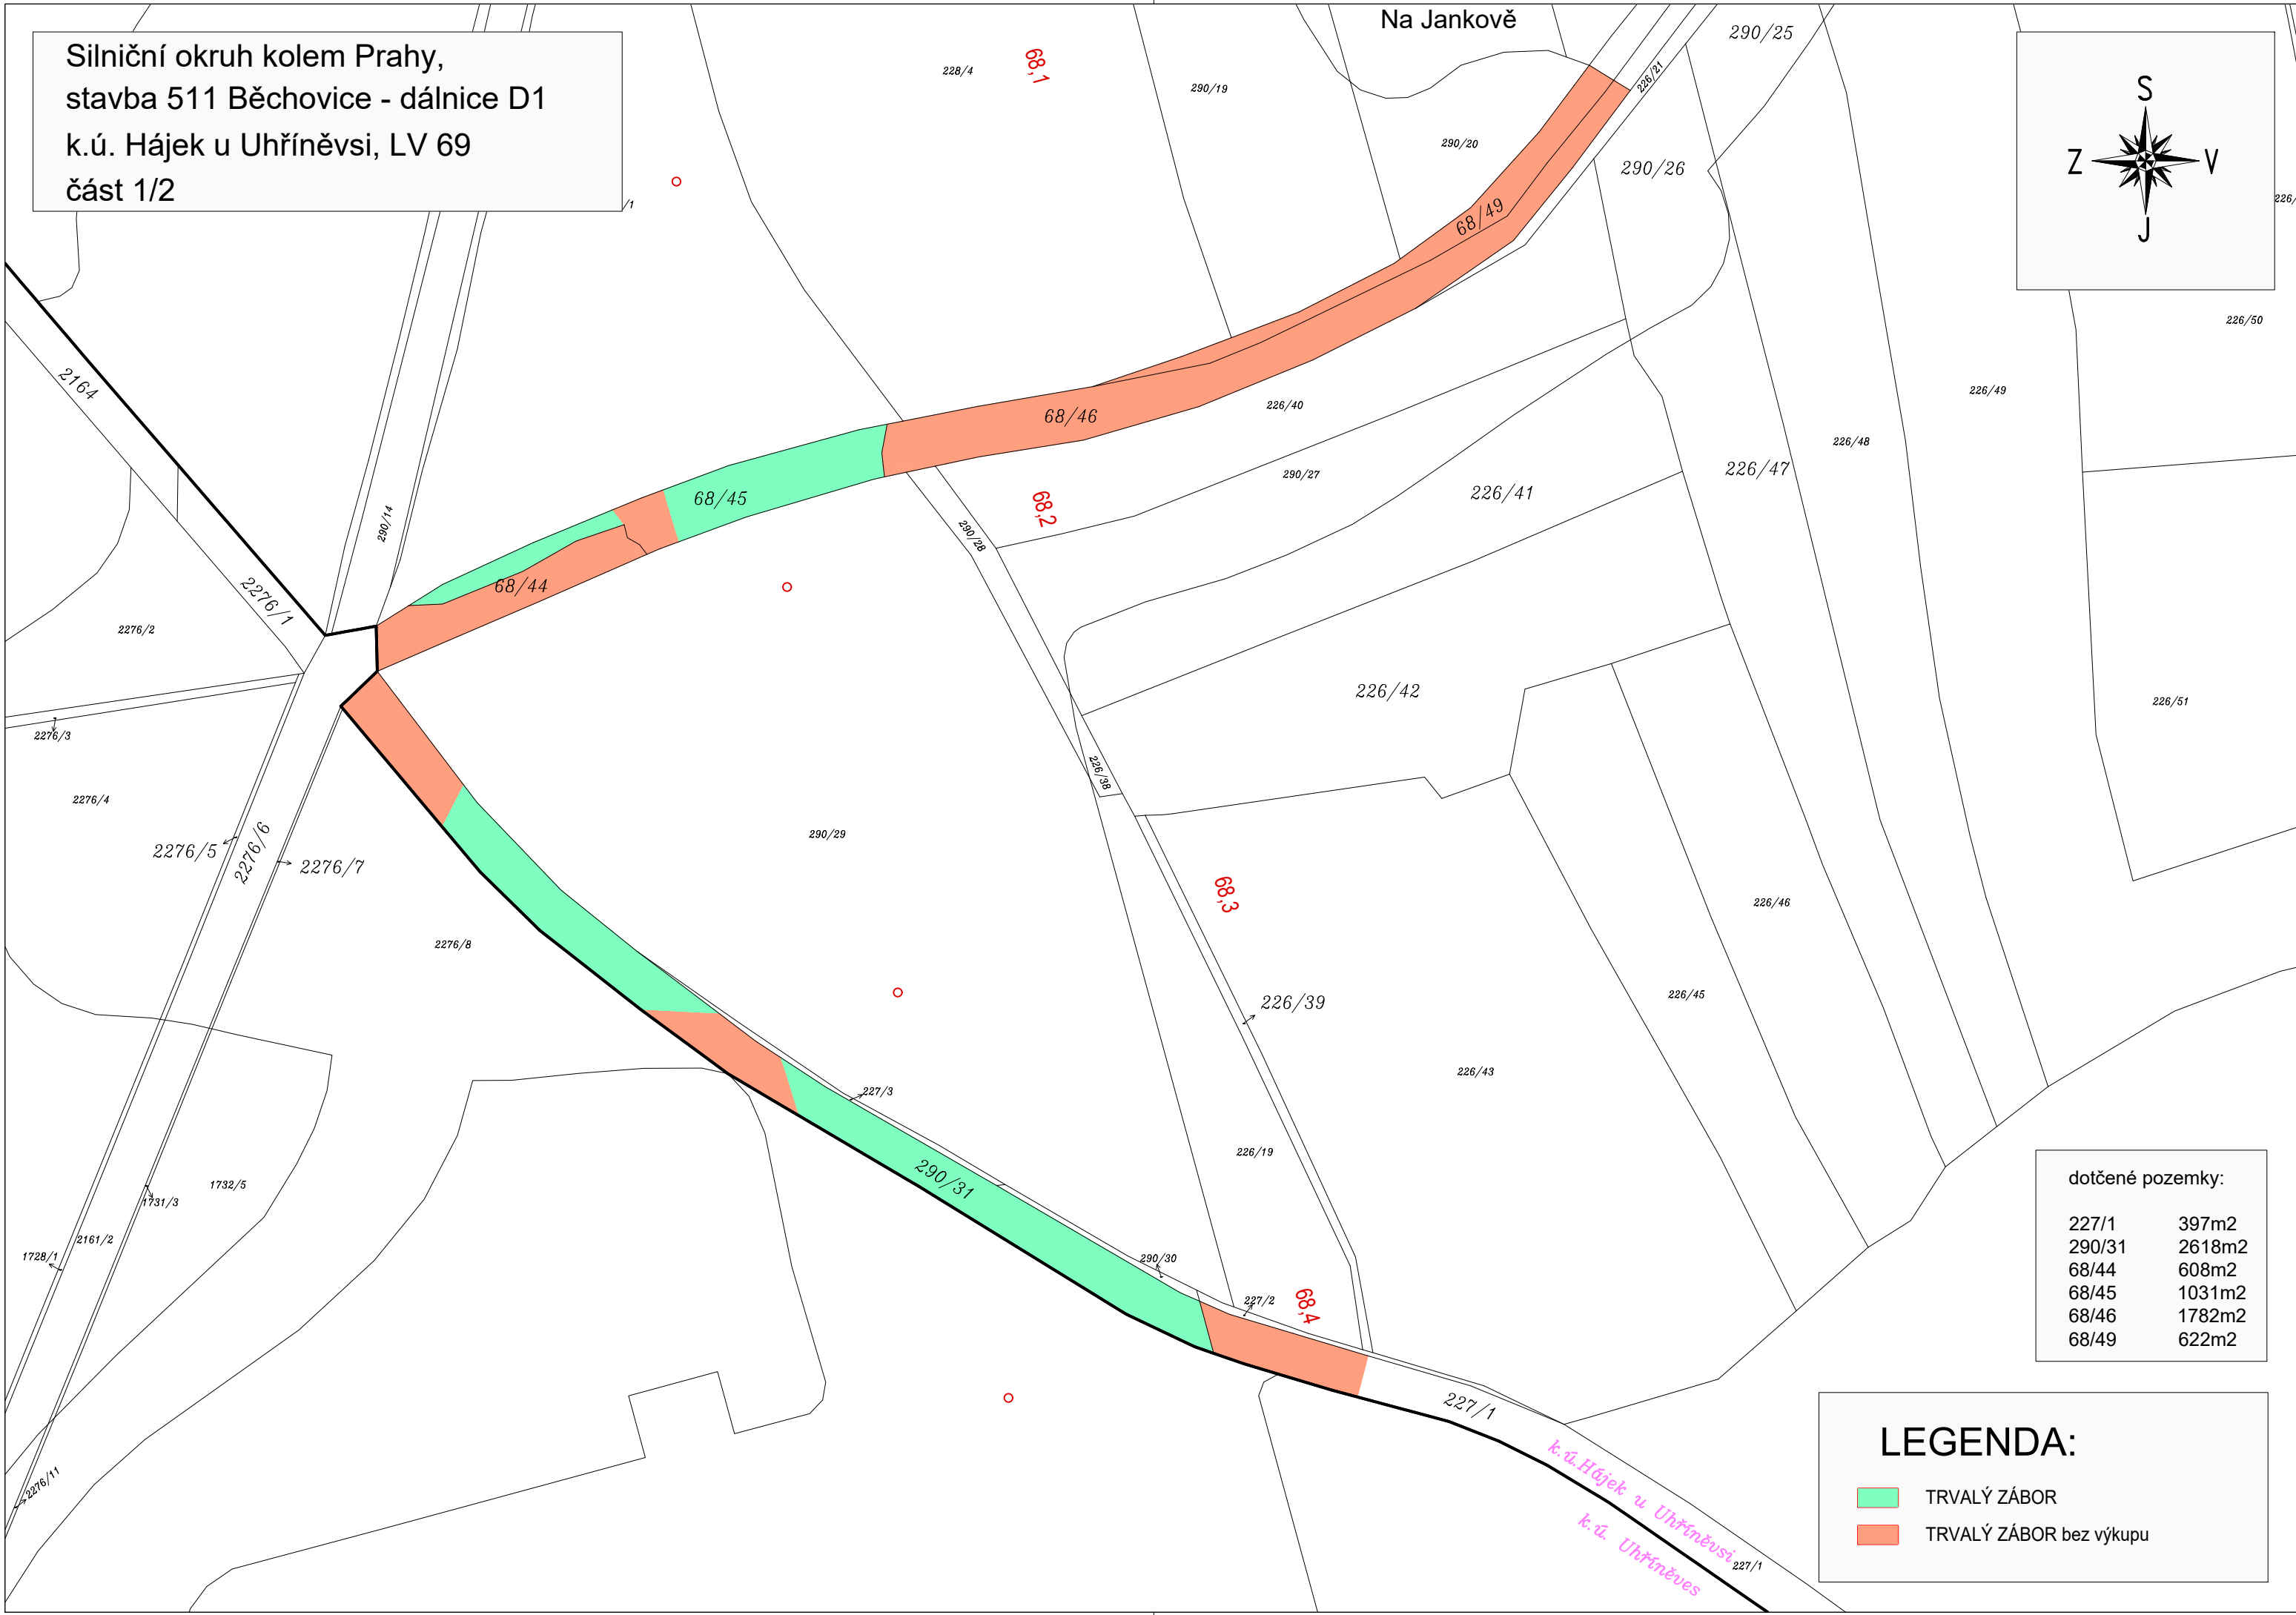 Silniční okruh kolem Prahy,
stavba 511 Běchovice - dálnice D1
k.ú. Hájek u Uhříněvsi, LV 69
část 1/2
Na Jankově
290/25
228/4
68,1
290/19
226/21
290/20
290/26
/1
68/49
S
Z
V
J
226/50
2164
226/49
68/46
226/40
226/48
226/47
290/27
226/41
68/45
68,2
290/14
290/28
68/44
2276/1
2276/2
226/42
226/51
2276/3
226/38
2276/4
290/29
2276/5
2276/6
2276/7
68,3
226/46
2276/8
226/45
226/39
226/43
227/3
226/19
290/31
1732/5
1731/3
2161/2
1728/1
290/30
227/2
68,4
dotčené pozemky:
227/1 397m2
290/31 2618m2
68/44 608m2
68/45 1031m2
68/46 1782m2
68/49 622m2
227/1
k.ú.Hájek u Uhříněvsi
k.ú. Uhříněves
227/1
2276/11
LEGENDA:
TRVALÝ ZÁBOR
TRVALÝ ZÁBOR bez výkupu